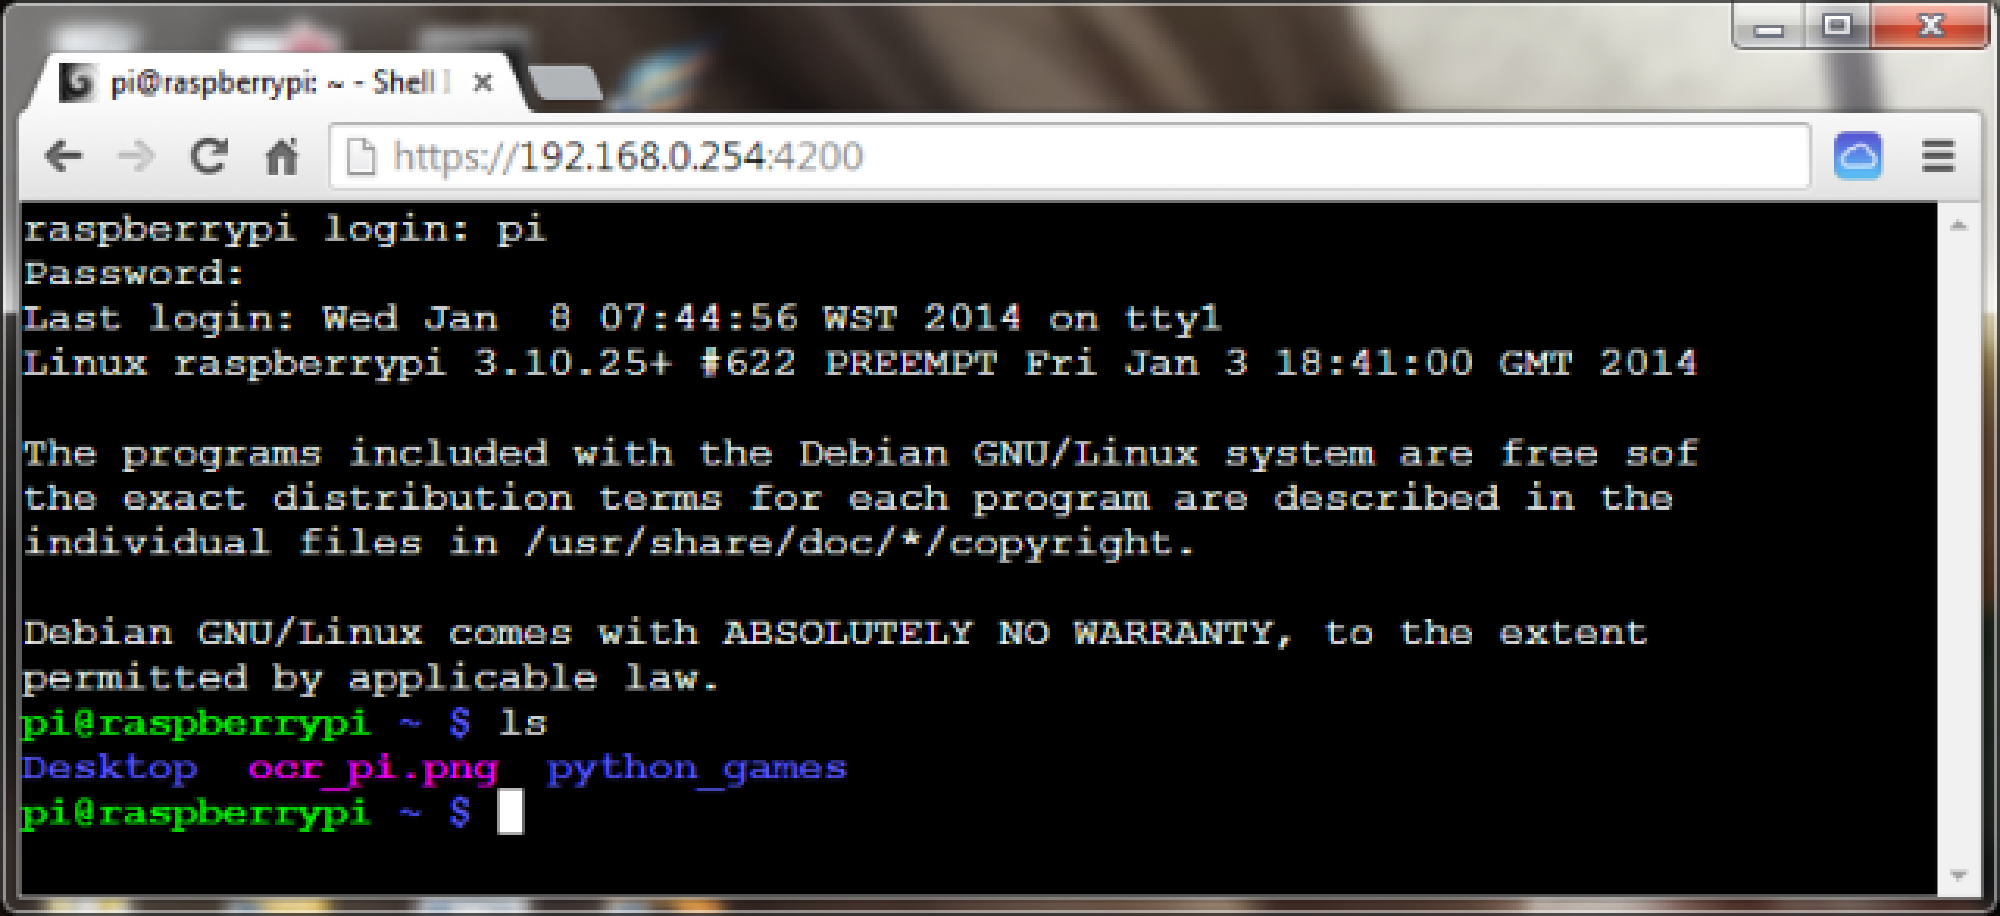 pi@raspberrypi: ~ - Shell
https://192.168.0.254:4200
raspberrypi login: pi
Password:
Last login: Wed Jan  8 07:44:56 WST 2014 on tty1
Linux raspberrypi 3.10.25+ #622 PREEMPT Fri Jan 3 18:41:00 GMT 2014
The programs included with the Debian GNU/Linux system are free sof
the exact distribution terms for each program are described in the
individual files in /usr/share/doc/*/copyright.
Debian GNU/Linux comes with ABSOLUTELY NO WARRANTY, to the extent
permitted by applicable law.
pi@raspberrypi ~ $ ls
Desktop  ocr_pi.png  python_games
pi@raspberrypi ~ $